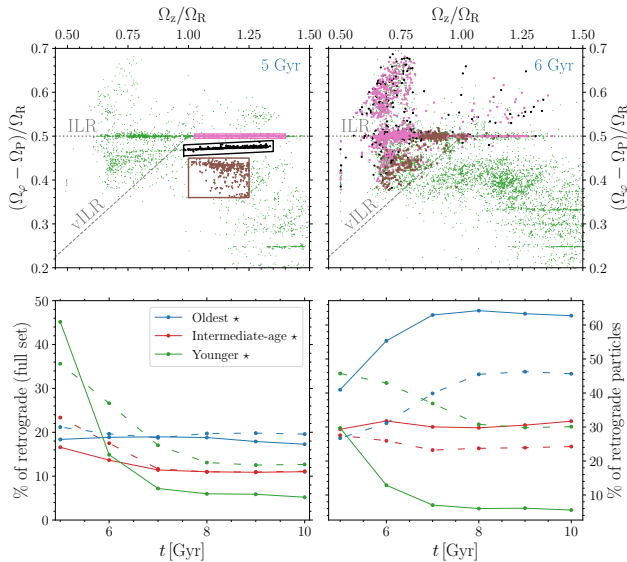 Ω_z/Ω_R Ω_z/Ω_R
0.50 0.75 1.00 1.25 1.50 0.50 0.75 1.00 1.25 1.50
0.7 5 Gyr 6 Gyr 0.7
0.6 0.6
ILR ILR
0.5 0.5
0.4 0.4
vILR vILR
0.3 0.3
0.2 0.2
(Ω_φ − Ω_P)/Ω_R (Ω_φ − Ω_P)/Ω_R
50
Oldest ⋆
Intermediate-age ⋆
Younger ⋆
40 60
50
30 40
20 30
20
10 10
0
% of retrograde (full set) % of retrograde particles
6 8 10 6 8 10
t [Gyr] t [Gyr]